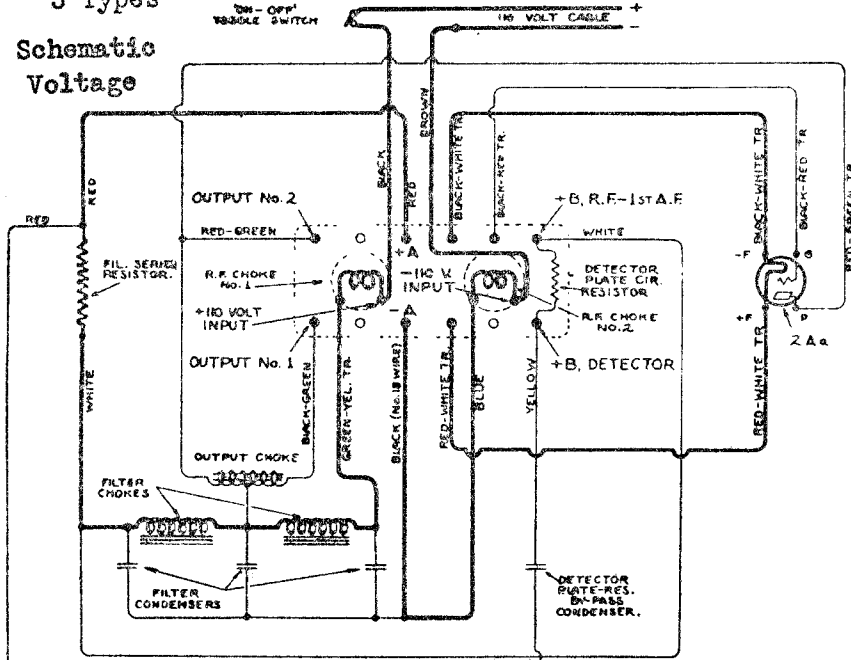 3 Types
Schematic
Voltage
"ON-OFF"
TOGGLE SWITCH
110 VOLT CABLE
+
-
RED
RED
BLACK
RED
BROWN
BLACK-WHITE TR.
BLACK-RED TR.
BLACK-WHITE TR.
BLACK-RED TR
RED-GREEN TR.
OUTPUT No. 2
RED-GREEN
+B, R.F.-1ST A.F.
WHITE
FIL. SERIES
RESISTOR.
R.F. CHOKE
No. 1
+110 VOLT
INPUT
+A
-110 V.
INPUT
-A
DETECTOR
PLATE CIR.
RESISTOR
R.F. CHOKE
NO. 2
-F
G
+F
P
2 Aa
OUTPUT No. 1
+B, DETECTOR
WHITE
BLACK-GREEN
GREEN-YEL. TR.
BLACK (No. 18 WIRE)
RED-WHITE TR.
BLUE
YELLOW
RED-WHITE TR.
OUTPUT CHOKE
FILTER
CHOKES
FILTER
CONDENSERS
DETECTOR
PLATE-RES.
BY-PASS
CONDENSER.